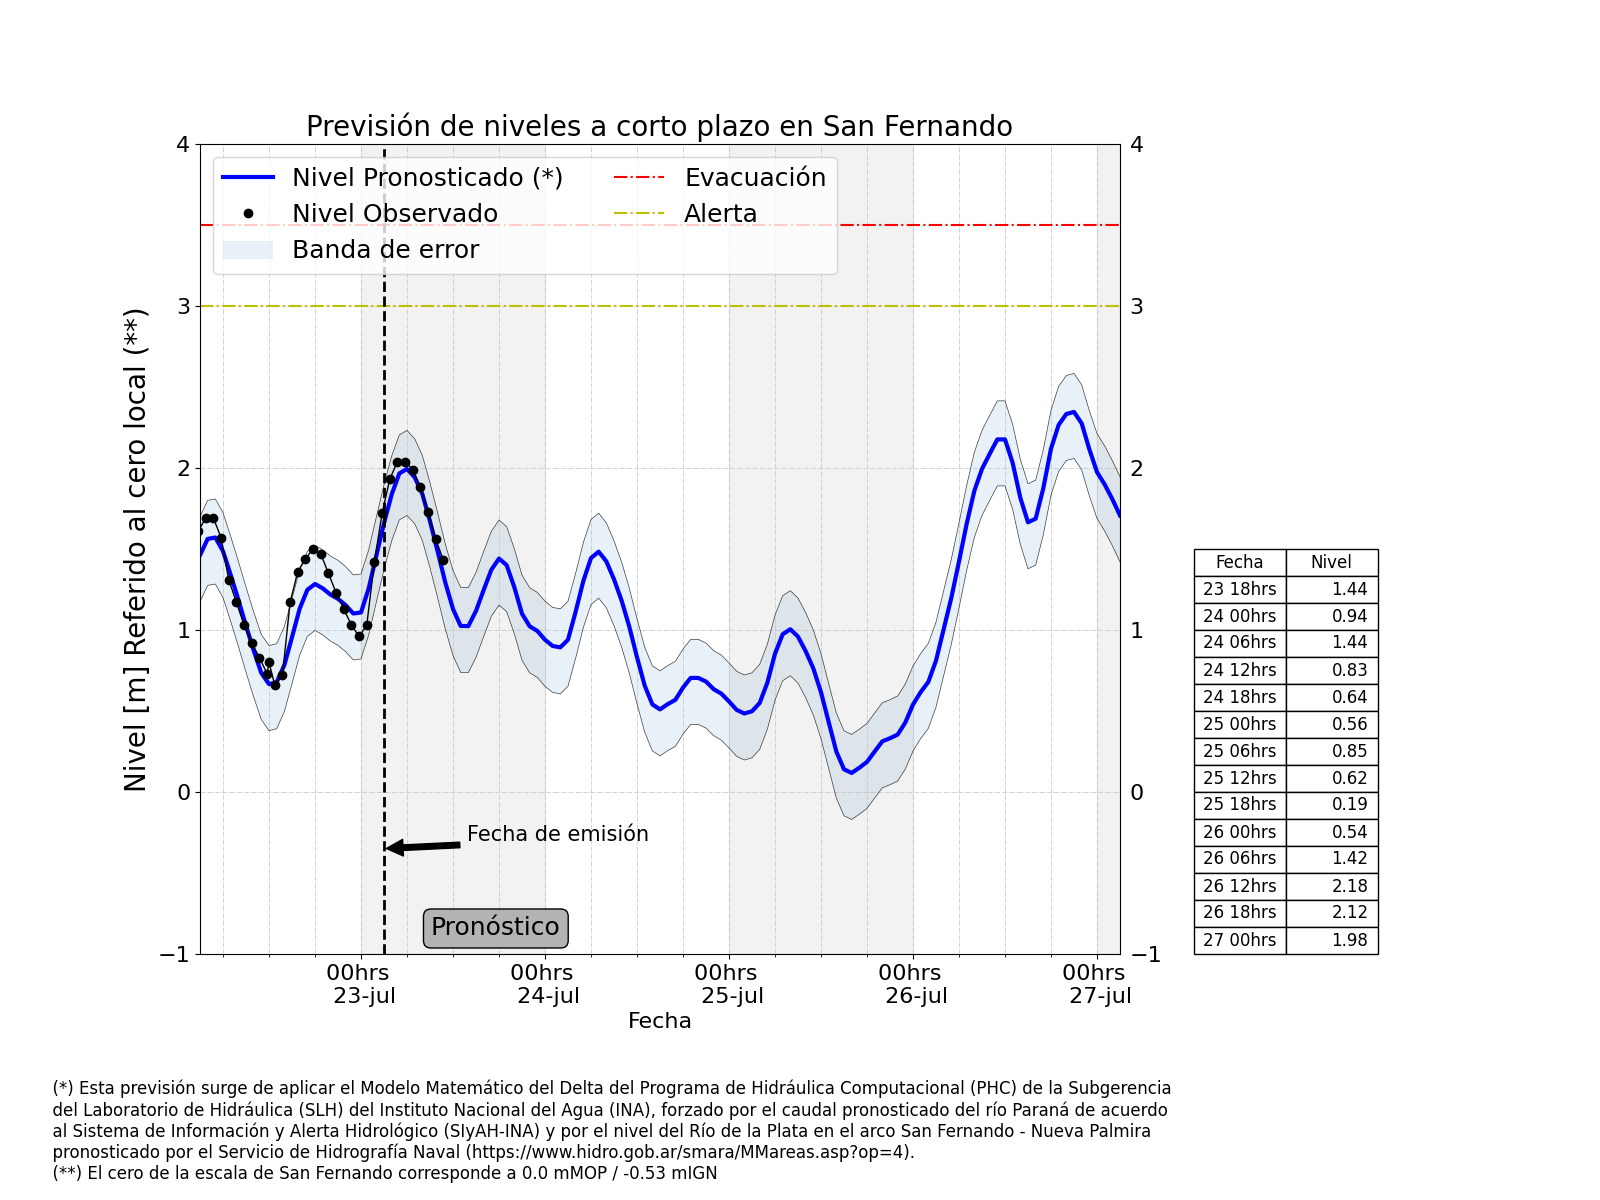 Previsión de niveles a corto plazo en San Fernando
Nivel Pronosticado (*)
Nivel Observado
Banda de error
Evacuación
Alerta
Nivel [m] Referido al cero local (**)
4
3
2
1
0
−1
4
3
2
1
0
−1
Fecha de emisión
Pronóstico
00hrs
23-jul
00hrs
24-jul
00hrs
25-jul
00hrs
26-jul
00hrs
27-jul
Fecha
Fecha Nivel
23 18hrs 1.44
24 00hrs 0.94
24 06hrs 1.44
24 12hrs 0.83
24 18hrs 0.64
25 00hrs 0.56
25 06hrs 0.85
25 12hrs 0.62
25 18hrs 0.19
26 00hrs 0.54
26 06hrs 1.42
26 12hrs 2.18
26 18hrs 2.12
27 00hrs 1.98
(*) Esta previsión surge de aplicar el Modelo Matemático del Delta del Programa de Hidráulica Computacional (PHC) de la Subgerencia
del Laboratorio de Hidráulica (SLH) del Instituto Nacional del Agua (INA), forzado por el caudal pronosticado del río Paraná de acuerdo
al Sistema de Información y Alerta Hidrológico (SIyAH-INA) y por el nivel del Río de la Plata en el arco San Fernando - Nueva Palmira
pronosticado por el Servicio de Hidrografía Naval (https://www.hidro.gob.ar/smara/MMareas.asp?op=4).
(**) El cero de la escala de San Fernando corresponde a 0.0 mMOP / -0.53 mIGN